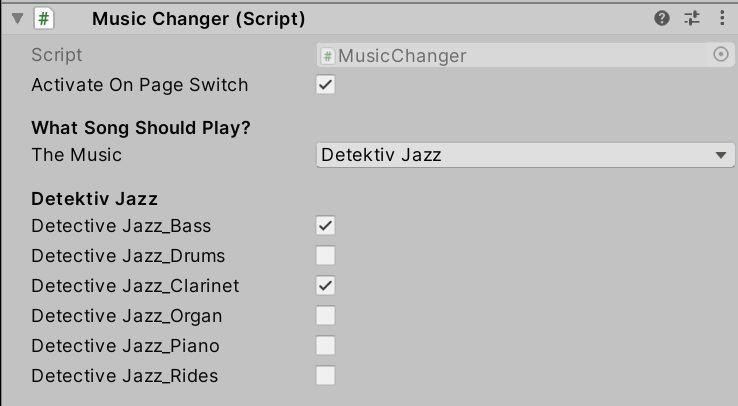 # Music Changer (Script)
Script # MusicChanger
Activate On Page Switch
What Song Should Play?
The Music Detektiv Jazz
Detektiv Jazz
Detective Jazz_Bass
Detective Jazz_Drums
Detective Jazz_Clarinet
Detective Jazz_Organ
Detective Jazz_Piano
Detective Jazz_Rides